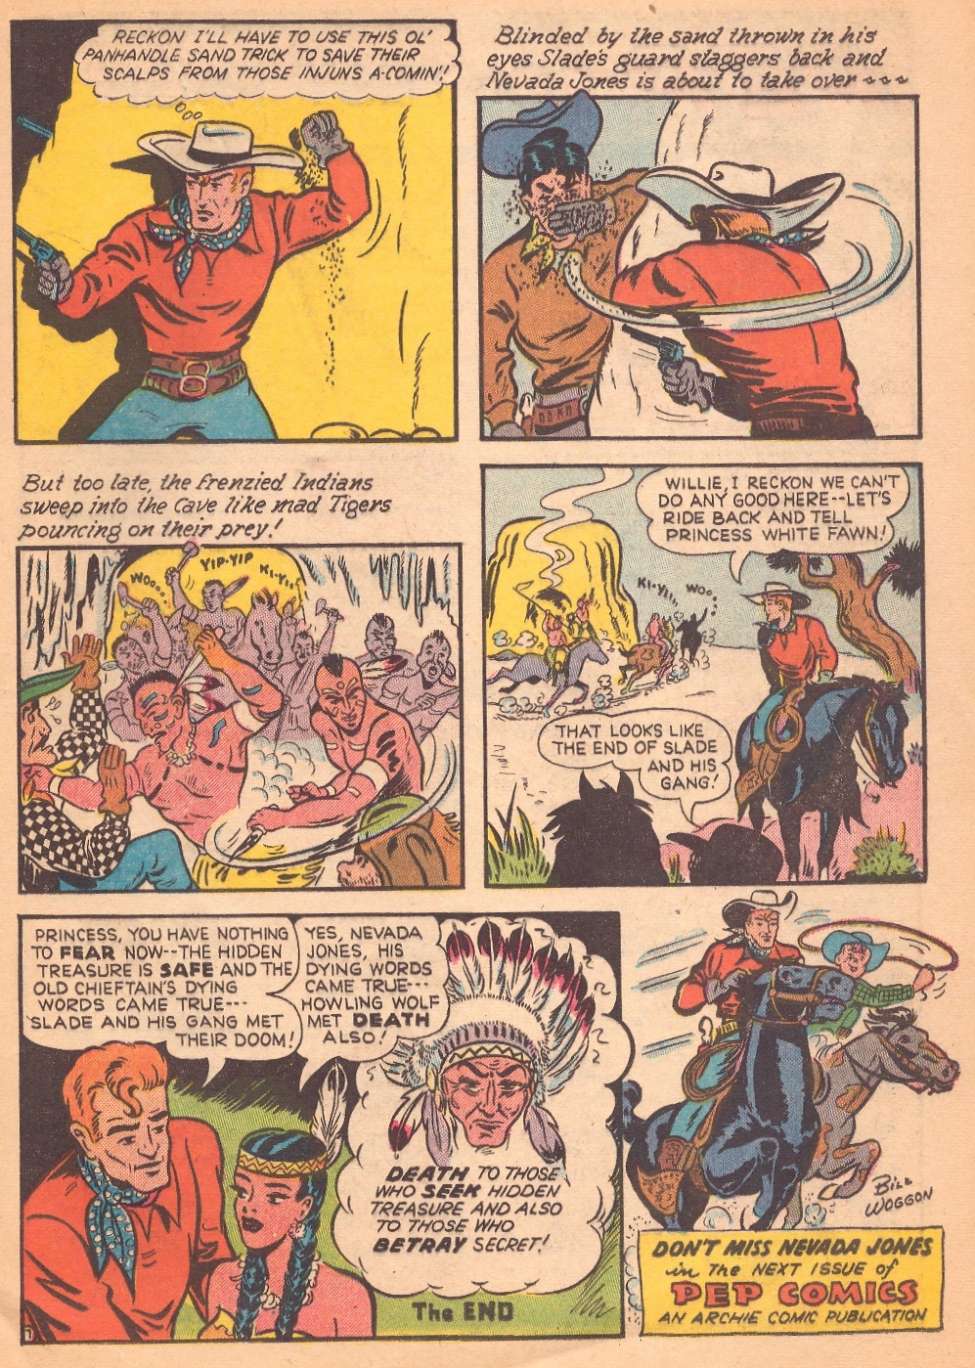 RECKON I'LL HAVE TO USE THIS OL'
PANHANDLE SAND TRICK TO SAVE THEIR
SCALPS FROM THOSE INJUNS A-COMIN'!
Blinded by the sand thrown in his
eyes Slade's guard staggers back and
Nevada Jones is about to take over ~~~
But too late, the frenzied Indians
sweep into the Cave like mad Tigers
pouncing on their prey!
WOOO...
YIP-YIP
KI-YI!!
WILLIE, I RECKON WE CAN'T
DO ANY GOOD HERE--LET'S
RIDE BACK AND TELL
PRINCESS WHITE FAWN!
KI-YI!!,
WOO...
THAT LOOKS LIKE
THE END OF SLADE
AND HIS
GANG!
PRINCESS, YOU HAVE NOTHING
TO FEAR NOW--THE HIDDEN
TREASURE IS SAFE AND THE
OLD CHIEFTAIN'S DYING
WORDS CAME TRUE---
SLADE AND HIS GANG MET
THEIR DOOM!
YES, NEVADA
JONES, HIS
DYING WORDS
CAME TRUE---
HOWLING WOLF
MET DEATH
ALSO!
DEATH TO THOSE
WHO SEEK HIDDEN
TREASURE AND ALSO
TO THOSE WHO
BETRAY SECRET!
The END
BILL
WOGGON
DON'T MISS NEVADA JONES
in THE NEXT ISSUE of
PEP COMICS
AN ARCHIE COMIC PUBLICATION